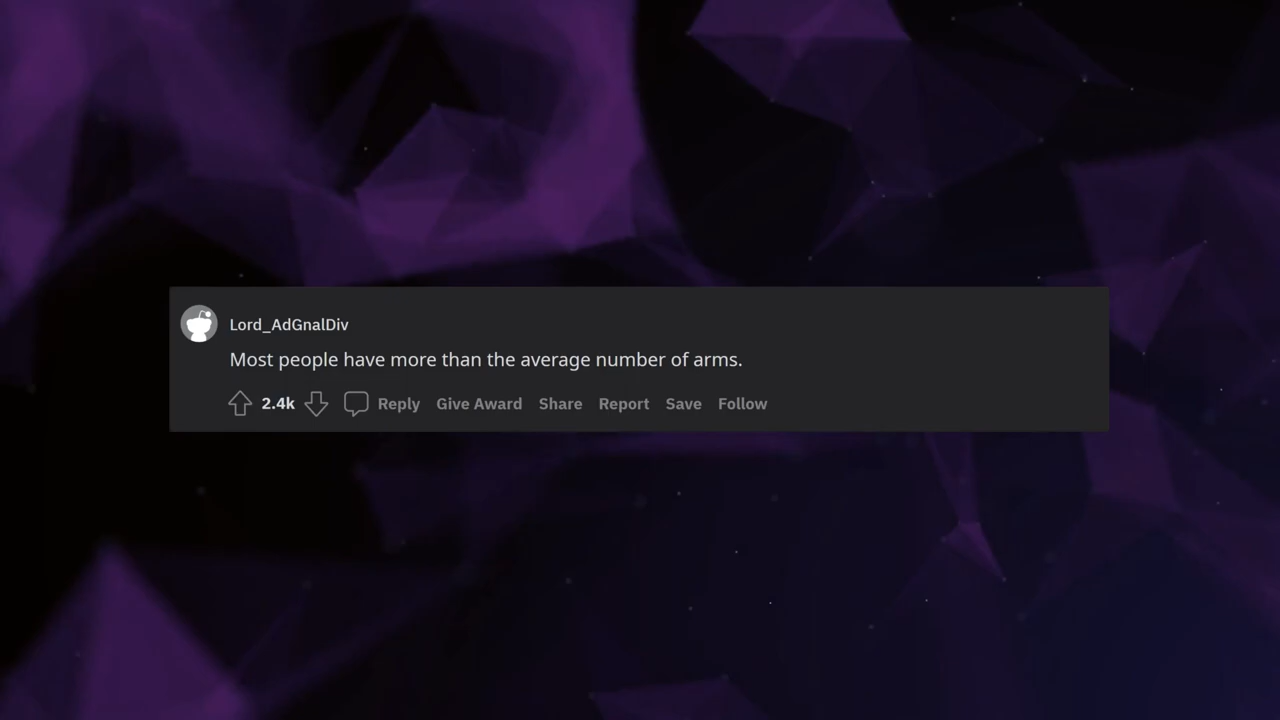 Lord_AdGnalDiv
Most people have more than the average number of arms.
2.4k Reply Give Award Share Report Save Follow